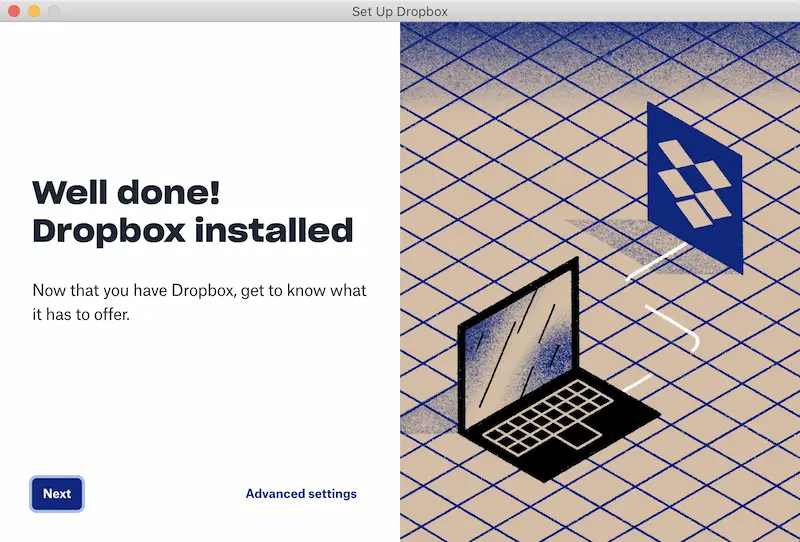 Set Up Dropbox
Well done!
Dropbox installed
Now that you have Dropbox, get to know what
it has to offer.
Next
Advanced settings